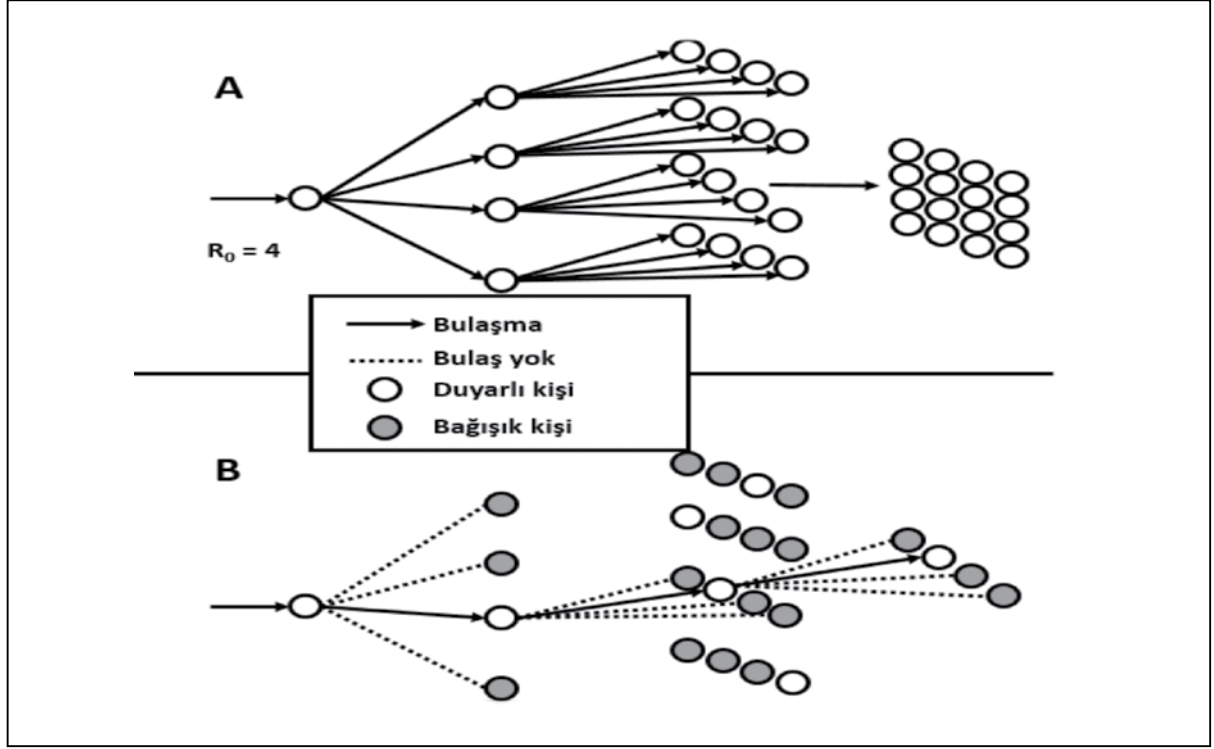 A
R₀ = 4
Bulaşma
Bulaş yok
Duyarlı kişi
Bağışık kişi
B